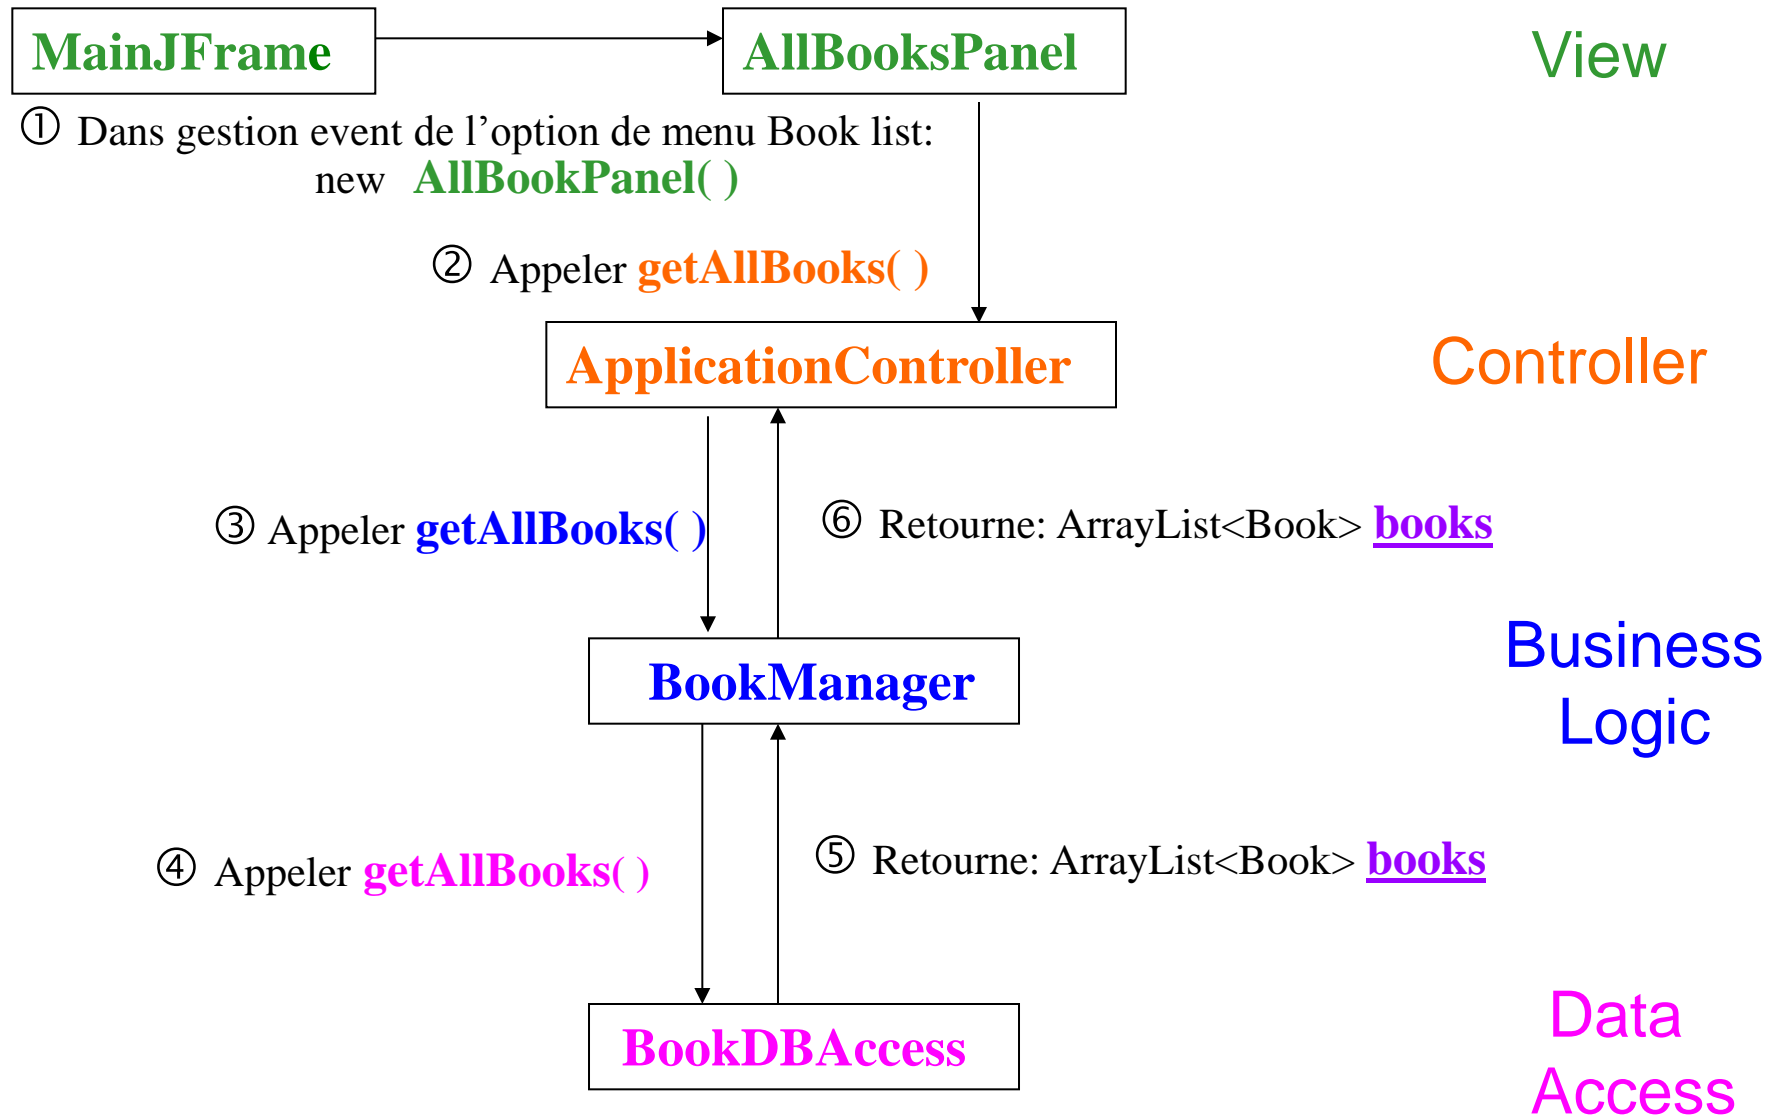 MainJFrame
AllBooksPanel
View
① Dans gestion event de l’option de menu Book list:
new AllBookPanel( )
② Appeler getAllBooks( )
ApplicationController
Controller
③ Appeler getAllBooks( )
⑥ Retourne: ArrayList<Book> books
BookManager
Business
Logic
④ Appeler getAllBooks( )
⑤ Retourne: ArrayList<Book> books
BookDBAccess
Data
Access